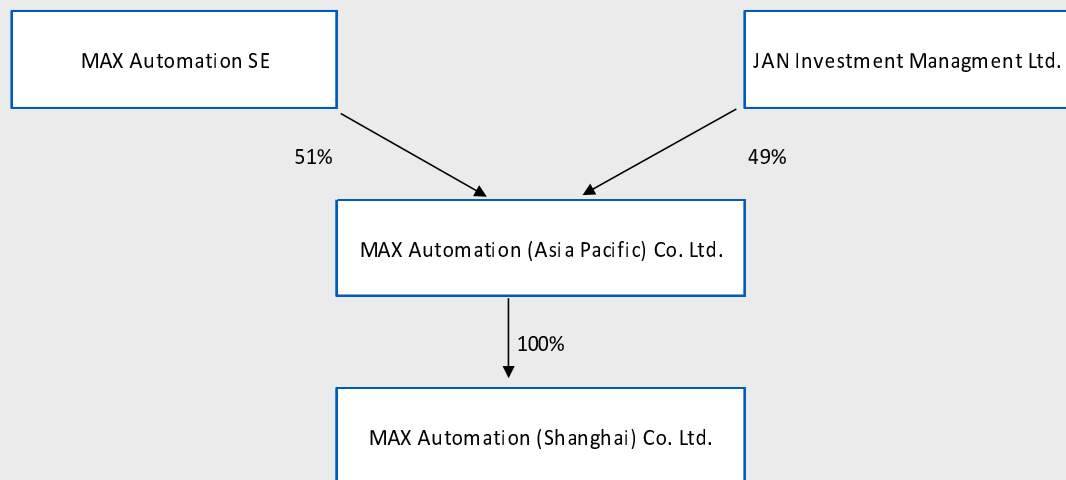 MAX Automation SE
JAN Investment Managment Ltd.
51%
49%
MAX Automation (Asia Pacific) Co. Ltd.
100%
MAX Automation (Shanghai) Co. Ltd.